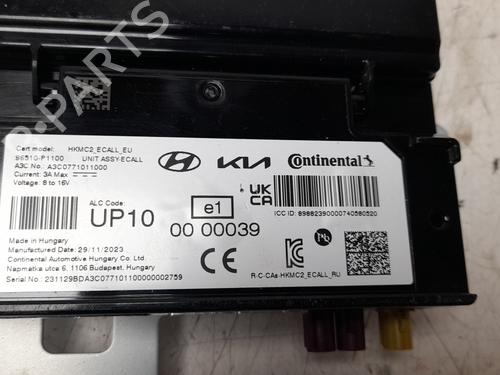 Cert model: HKMC2_ECALL_EU
96510-P1100 UNIT ASSY-ECALL
A3C No.: A3C0771011000
Current: 3A Max
Voltage: 8 to 16V
KIA
Continental
ALC Code:
UP10
e1
00 00039
UK CA
ICC ID: 89882390000740580520
Made in Hungary
Manufactured Date: 29/11/2023
Continental Automotive Hungary Co. Ltd.
Napmatka utca 6, 1106 Budapest, Hungary
Serial No: 231129BDA3C0771011000000002759
CE
R-C-CAs-HKMC2_ECALL_RU
B-PARTS